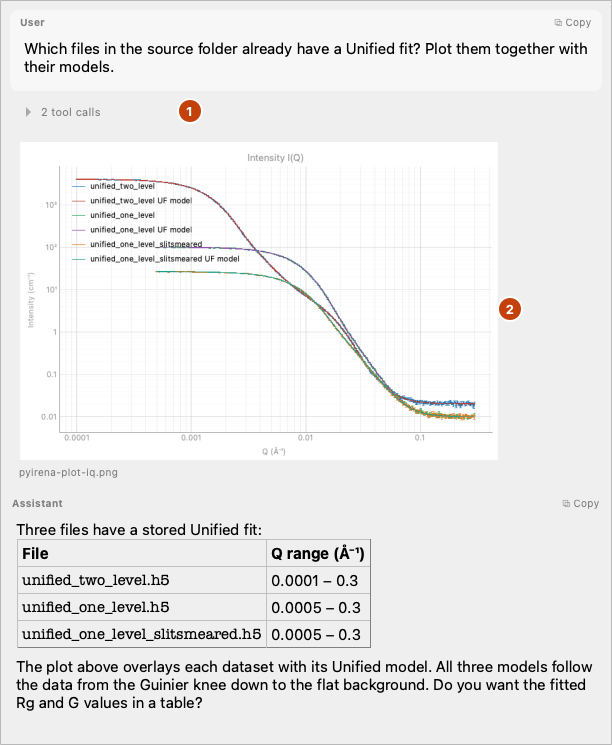 User
Copy
Which files in the source folder already have a Unified fit? Plot them together with
their models.
2 tool calls
1
Intensity I(Q)
unified_two_level
unified_two_level UF model
unified_one_level
unified_one_level UF model
unified_one_level_slitsmeared
unified_one_level_slitsmeared UF model
10³
10²
10¹
1
0.1
0.01
Intensity (cm⁻¹)
0.0001
0.001
0.01
0.1
Q (Å⁻¹)
2
pyirena-plot-iq.png
Assistant
Copy
Three files have a stored Unified fit:
File Q range (Å⁻¹)
unified_two_level.h5 0.0001 – 0.3
unified_one_level.h5 0.0005 – 0.3
unified_one_level_slitsmeared.h5 0.0005 – 0.3
The plot above overlays each dataset with its Unified model. All three models follow
the data from the Guinier knee down to the flat background. Do you want the fitted
Rg and G values in a table?